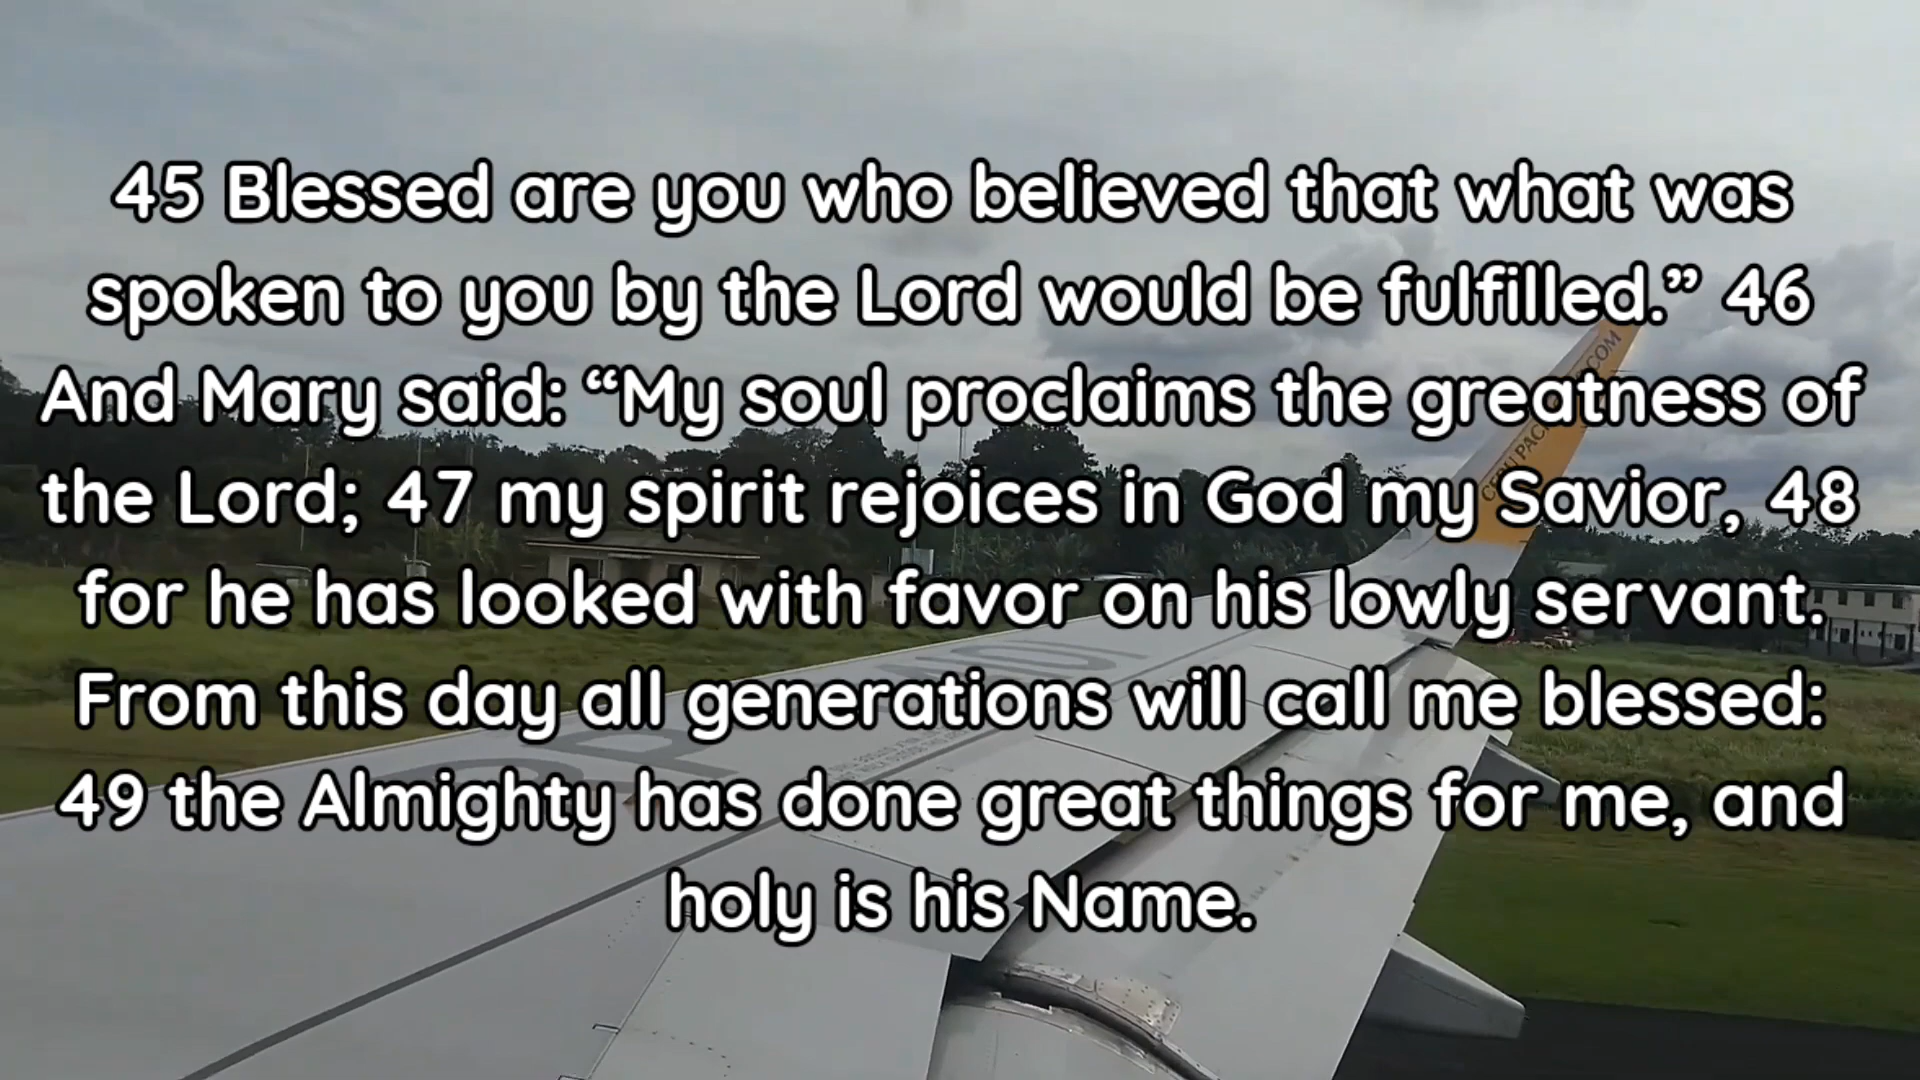 45 Blessed are you who believed that what was
spoken to you by the Lord would be fulfilled.” 46
And Mary said: “My soul proclaims the greatness of
the Lord; 47 my spirit rejoices in God my Savior, 48
for he has looked with favor on his lowly servant.
From this day all generations will call me blessed:
49 the Almighty has done great things for me, and
holy is his Name.